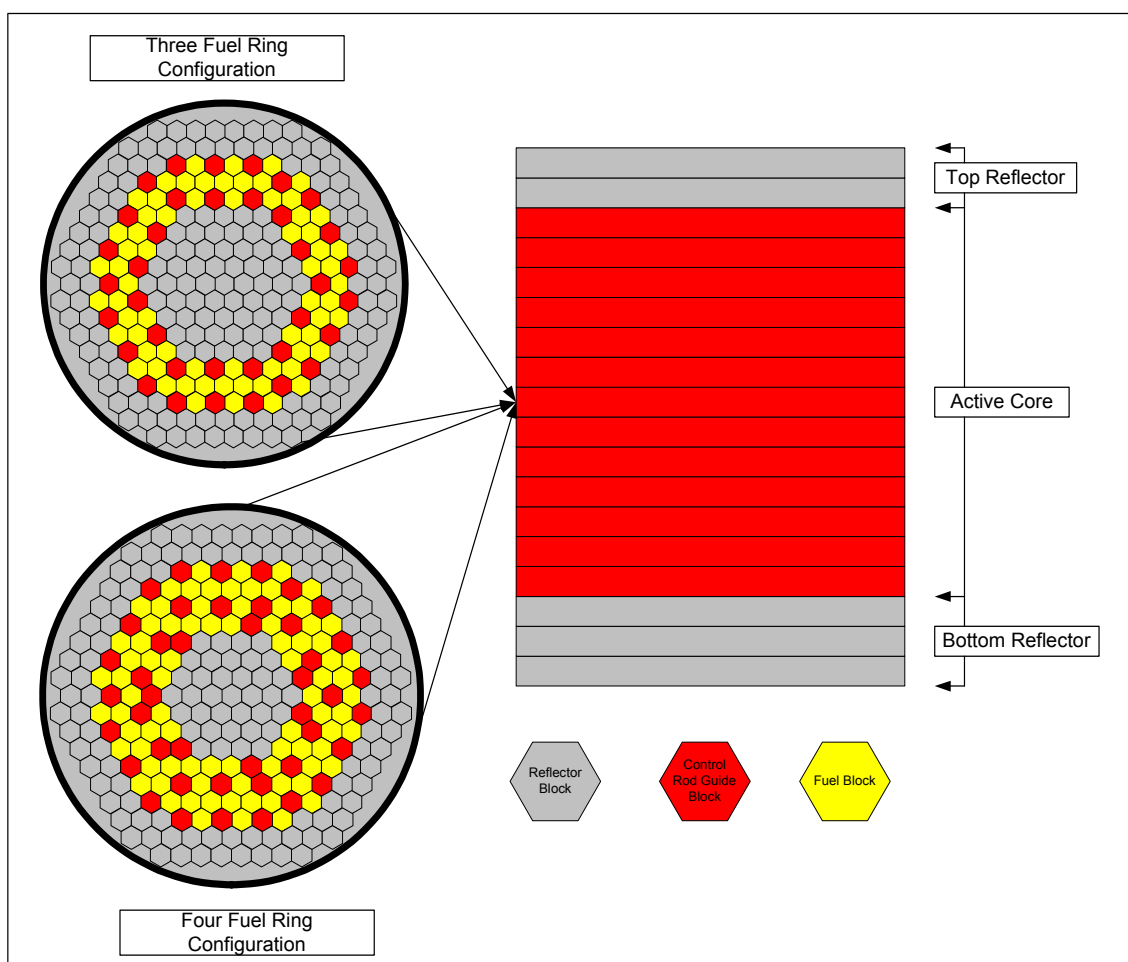 Three Fuel Ring
Configuration
Top Reflector
Active Core
Bottom Reflector
Reflector
Block
Control
Rod Guide
Block
Fuel Block
Four Fuel Ring
Configuration